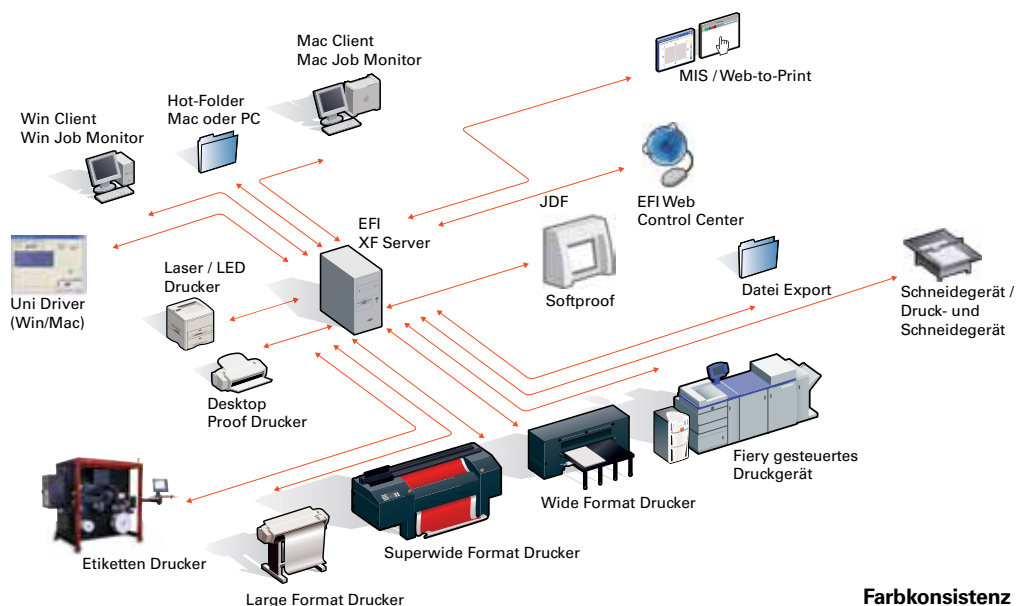 Mac Client
Mac Job Monitor
MIS / Web-to-Print
Hot-Folder
Mac oder PC
Win Client
Win Job Monitor
EFI Web
Control Center
JDF
EFI
XF Server
Laser / LED
Drucker
Uni Driver
(Win/Mac)
Softproof
Datei Export
Schneidegerät /
Druck- und
Schneidegerät
Desktop
Proof Drucker
Fiery gesteuertes
Druckgerät
Wide Format Drucker
Superwide Format Drucker
Etiketten Drucker
Large Format Drucker
Farbkonsistenz